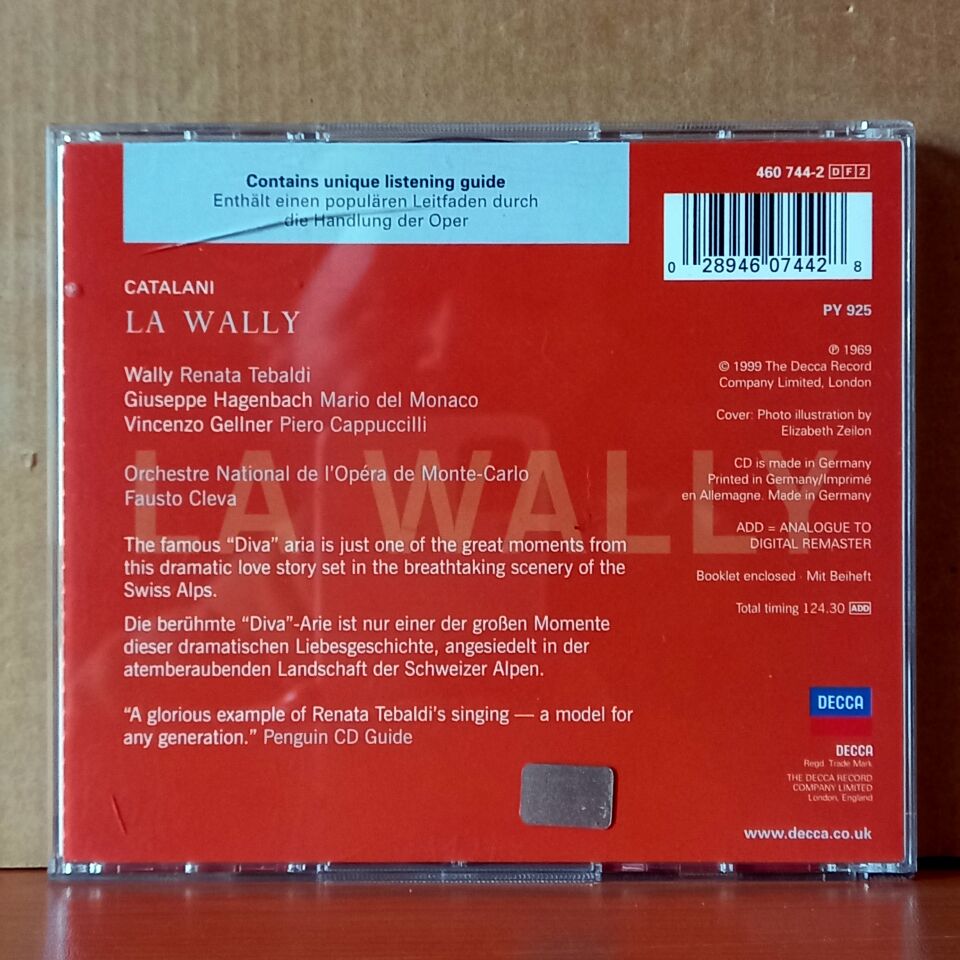 Contains unique listening guide
Enthält einen populären Leitfaden durch
die Handlung der Oper
460 744-2 DF2
0 28946 07442 8
CATALANI
LA WALLY
PY 925
Wally Renata Tebaldi
Giuseppe Hagenbach Mario del Monaco
Vincenzo Gellner Piero Cappuccilli
℗ 1969
© 1999 The Decca Record
Company Limited, London
Cover: Photo illustration by
Elizabeth Zeilon
Orchestre National de l'Opéra de Monte-Carlo
Fausto Cleva
LA WALLY
CD is made in Germany
Printed in Germany/Imprimé
en Allemagne. Made in Germany
ADD = ANALOGUE TO
DIGITAL REMASTER
The famous "Diva" aria is just one of the great moments from
this dramatic love story set in the breathtaking scenery of the
Swiss Alps.
Booklet enclosed · Mit Beiheft
Total timing 124.30 ADD
Die berühmte "Diva"-Arie ist nur einer der großen Momente
dieser dramatischen Liebesgeschichte, angesiedelt in der
atemberaubenden Landschaft der Schweizer Alpen.
"A glorious example of Renata Tebaldi's singing — a model for
any generation." Penguin CD Guide
DECCA
DECCA
Regd. Trade Mark
THE DECCA RECORD
COMPANY LIMITED
London, England
www.decca.co.uk